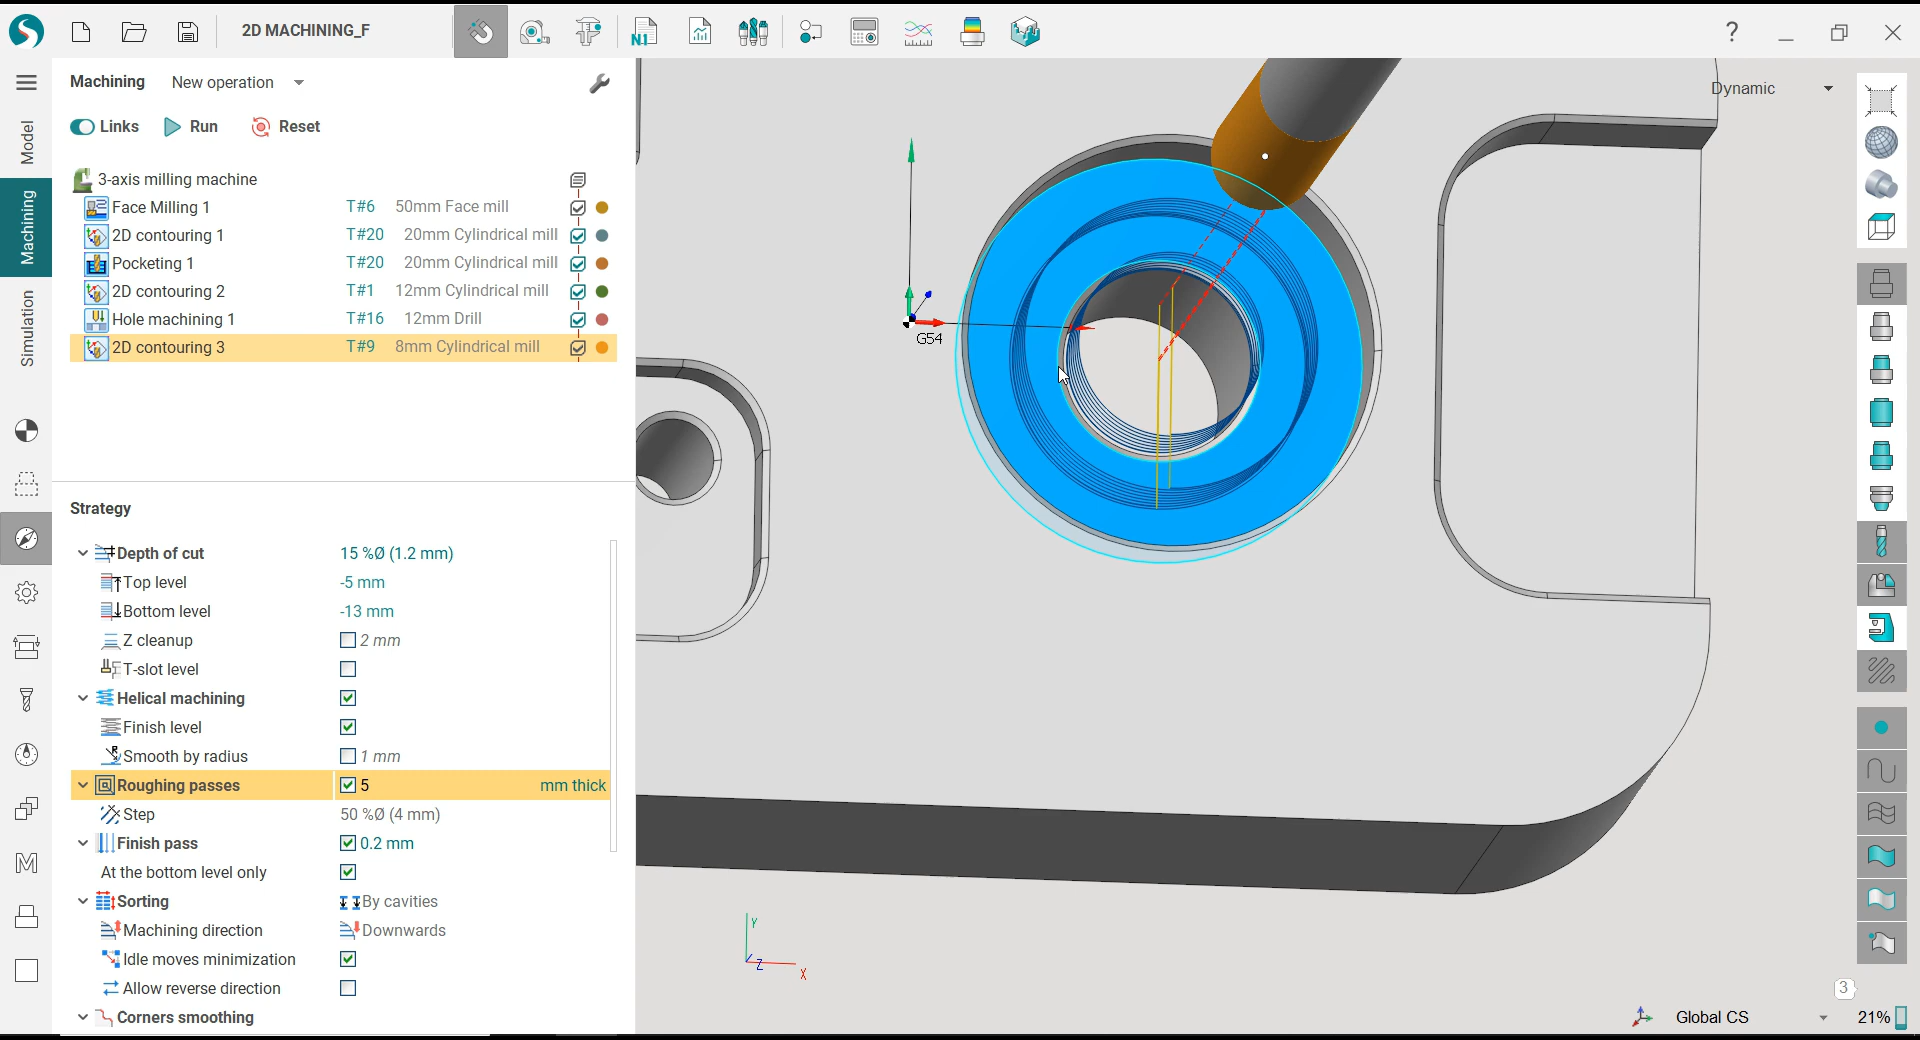 2D MACHINING_F
N1
?
Machining New operation
Links Run Reset
3-axis milling machine
Face Milling 1 T#6 50mm Face mill
2D contouring 1 T#20 20mm Cylindrical mill
Pocketing 1 T#20 20mm Cylindrical mill
2D contouring 2 T#1 12mm Cylindrical mill
Hole machining 1 T#16 12mm Drill
2D contouring 3 T#9 8mm Cylindrical mill
Model
Machining
Simulation
Strategy
Depth of cut 15 %Ø (1.2 mm)
Top level -5 mm
Bottom level -13 mm
Z cleanup 2 mm
T-slot level
Helical machining
Finish level
Smooth by radius 1 mm
Roughing passes 5 mm thick
Step 50 %Ø (4 mm)
Finish pass 0.2 mm
At the bottom level only
Sorting By cavities
Machining direction Downwards
Idle moves minimization
Allow reverse direction
Corners smoothing
Dynamic
G54
Y
Z
X
3
Global CS 21%